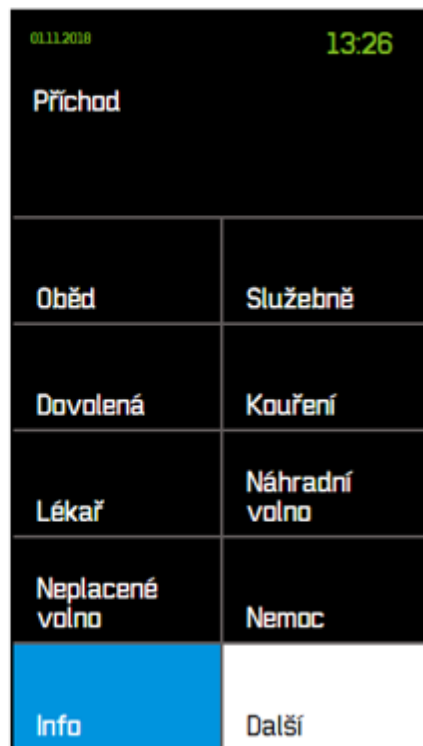 01.11.2018 13:26
Příchod
Oběd Služebně
Dovolená Kouření
Lékař Náhradní volno
Neplacené volno Nemoc
Info Další